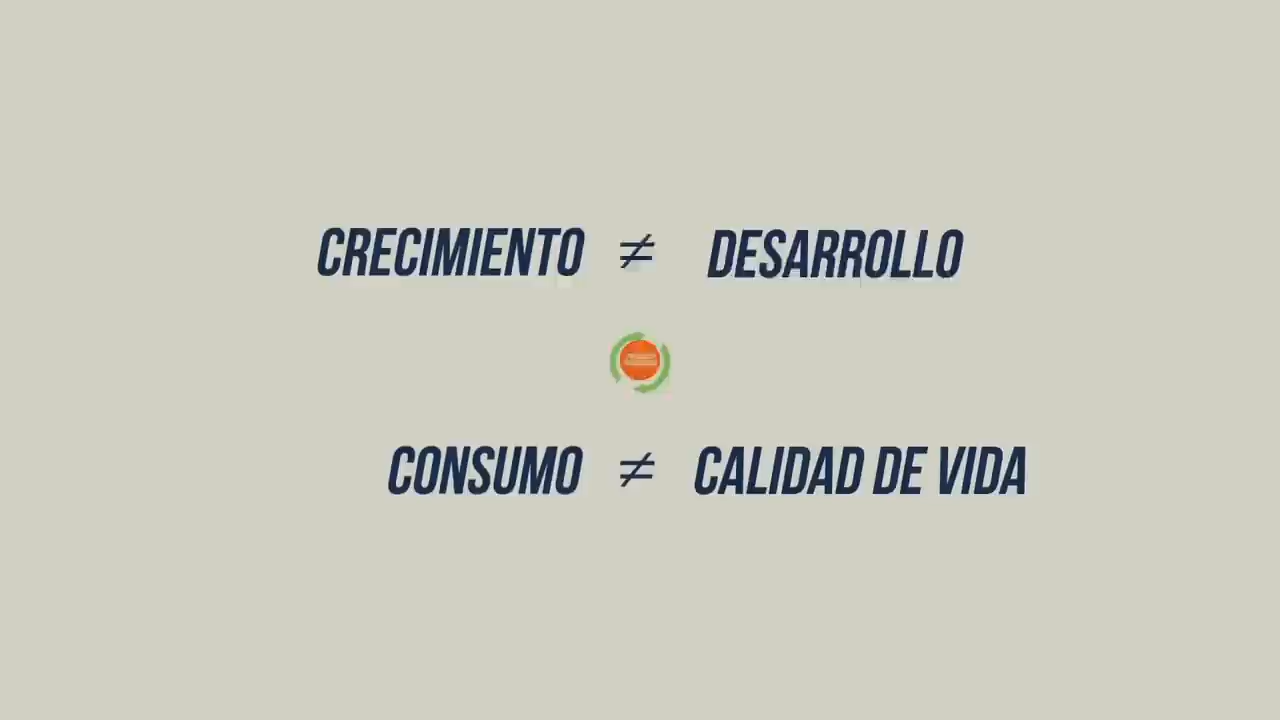 CRECIMIENTO ≠ DESARROLLO
CONSUMO ≠ CALIDAD DE VIDA